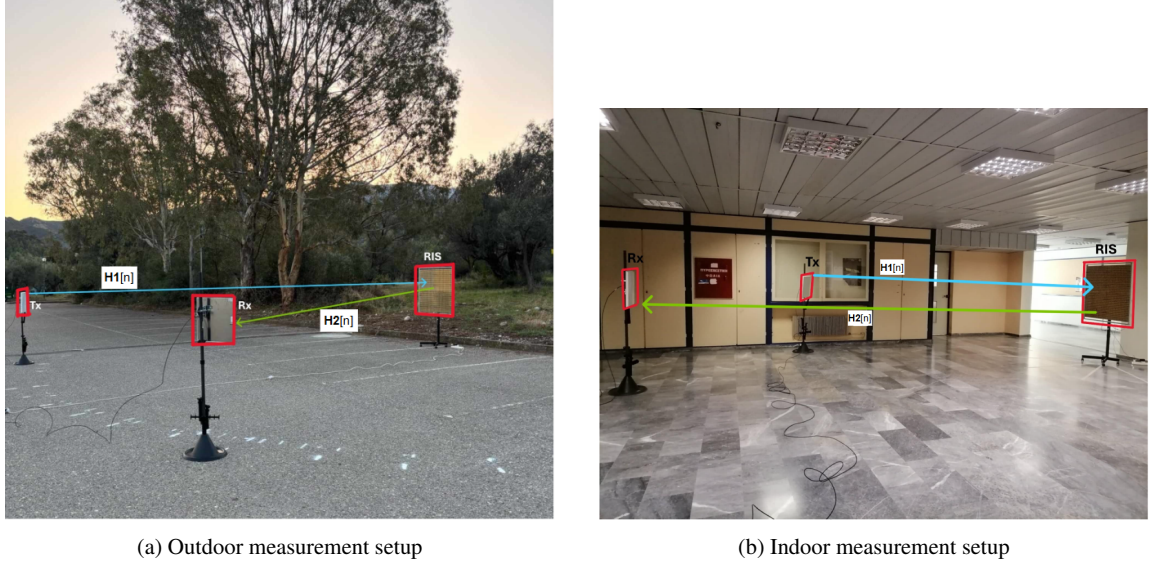 RIS
H1[n]
Tx
Rx
H2[n]
(a) Outdoor measurement setup
RIS
Rx
Tx
H1[n]
H2[n]
(b) Indoor measurement setup